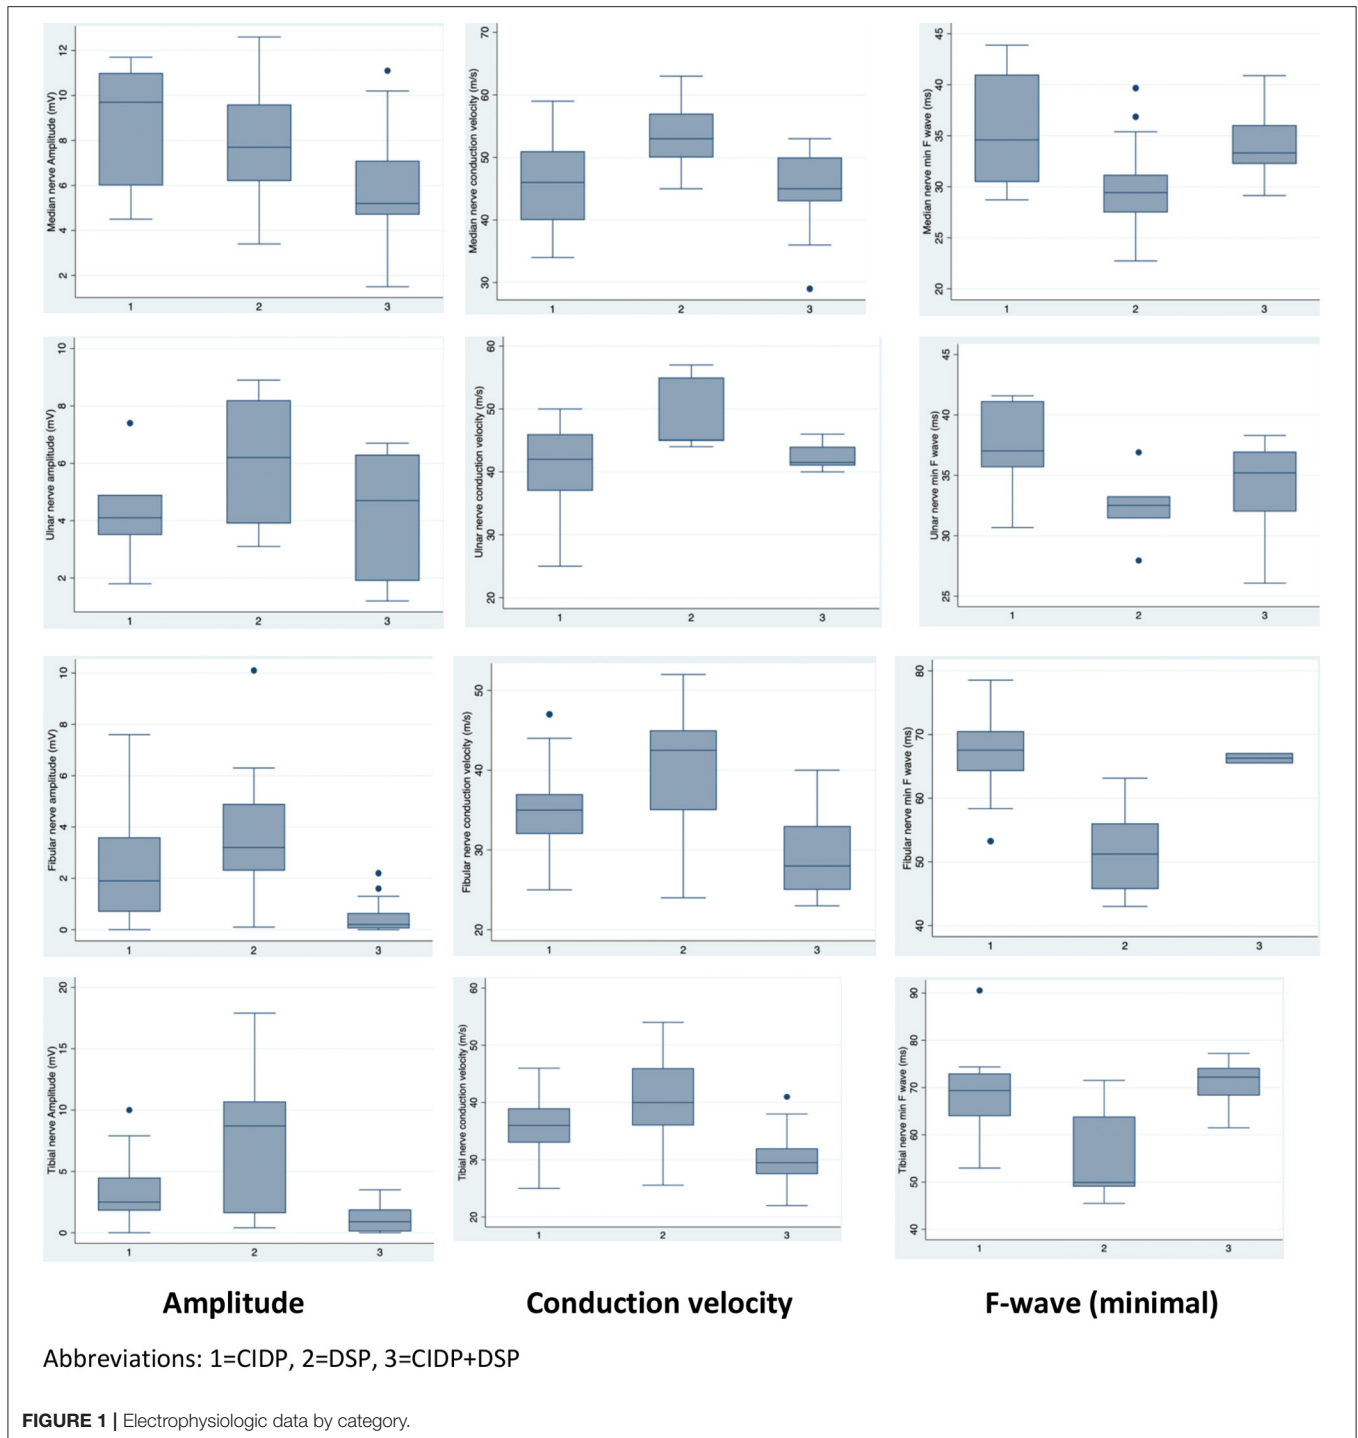 Median nerve Amplitude (mV)
12
10
8
6
4
2
1 2 3
Median nerve conduction velocity (m/s)
70
60
50
40
30
1 2 3
Median nerve min F wave (ms)
45
40
35
30
25
20
1 2 3
Ulnar nerve amplitude (mV)
10
8
6
4
2
1 2 3
Ulnar nerve conduction velocity (m/s)
60
50
40
30
20
1 2 3
Ulnar nerve min F wave (ms)
45
40
35
30
25
1 2 3
Fibular nerve amplitude (mV)
10
8
6
4
2
0
1 2 3
Fibular nerve conduction velocity (m/s)
50
40
30
20
1 2 3
Fibular nerve min F wave (ms)
80
70
60
50
40
1 2 3
Tibial nerve Amplitude (mV)
20
15
10
5
0
1 2 3
Tibial nerve conduction velocity (m/s)
60
50
40
30
20
1 2 3
Tibial nerve min F wave (ms)
90
80
70
60
50
40
1 2 3
Amplitude Conduction velocity F-wave (minimal)
Abbreviations: 1=CIDP, 2=DSP, 3=CIDP+DSP
FIGURE 1 | Electrophysiologic data by category.